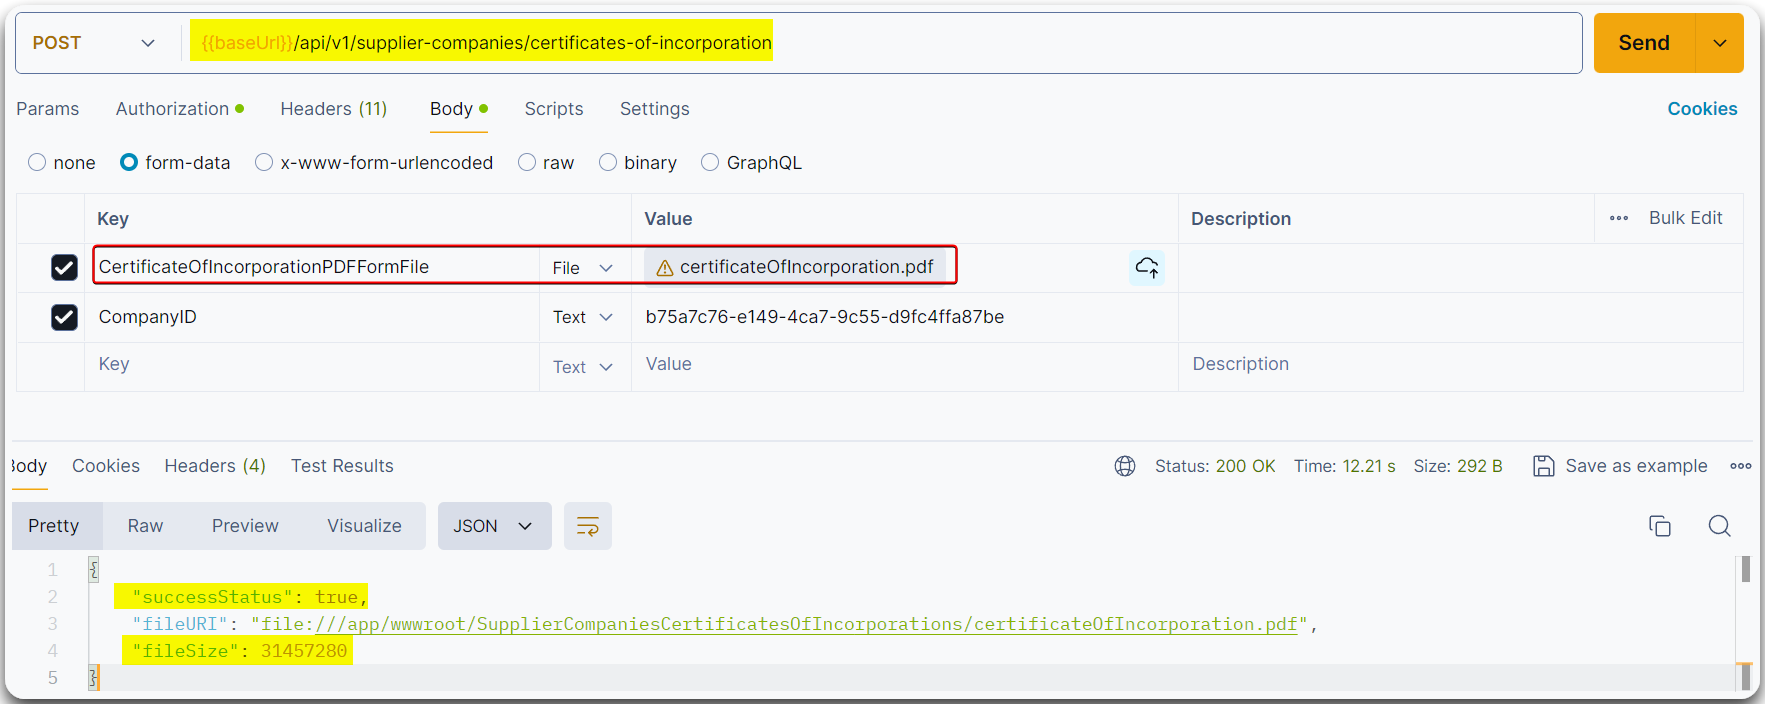 POST {{baseUrl}}/api/v1/supplier-companies/certificates-of-incorporation Send
Params Authorization Headers (11) Body Scripts Settings Cookies
none form-data x-www-form-urlencoded raw binary GraphQL
Key Value Description Bulk Edit
CertificateOfIncorporationPDFFormFile File certificateOfIncorporation.pdf
CompanyID Text b75a7c76-e149-4ca7-9c55-d9fc4ffa87be
Key Text Value Description
Body Cookies Headers (4) Test Results Status: 200 OK Time: 12.21 s Size: 292 B Save as example
Pretty Raw Preview Visualize JSON
1 {
2 "successStatus": true,
3 "fileURI": "file:///app/wwwroot/SupplierCompaniesCertificatesOfIncorporations/certificateOfIncorporation.pdf",
4 "fileSize": 31457280
5 }